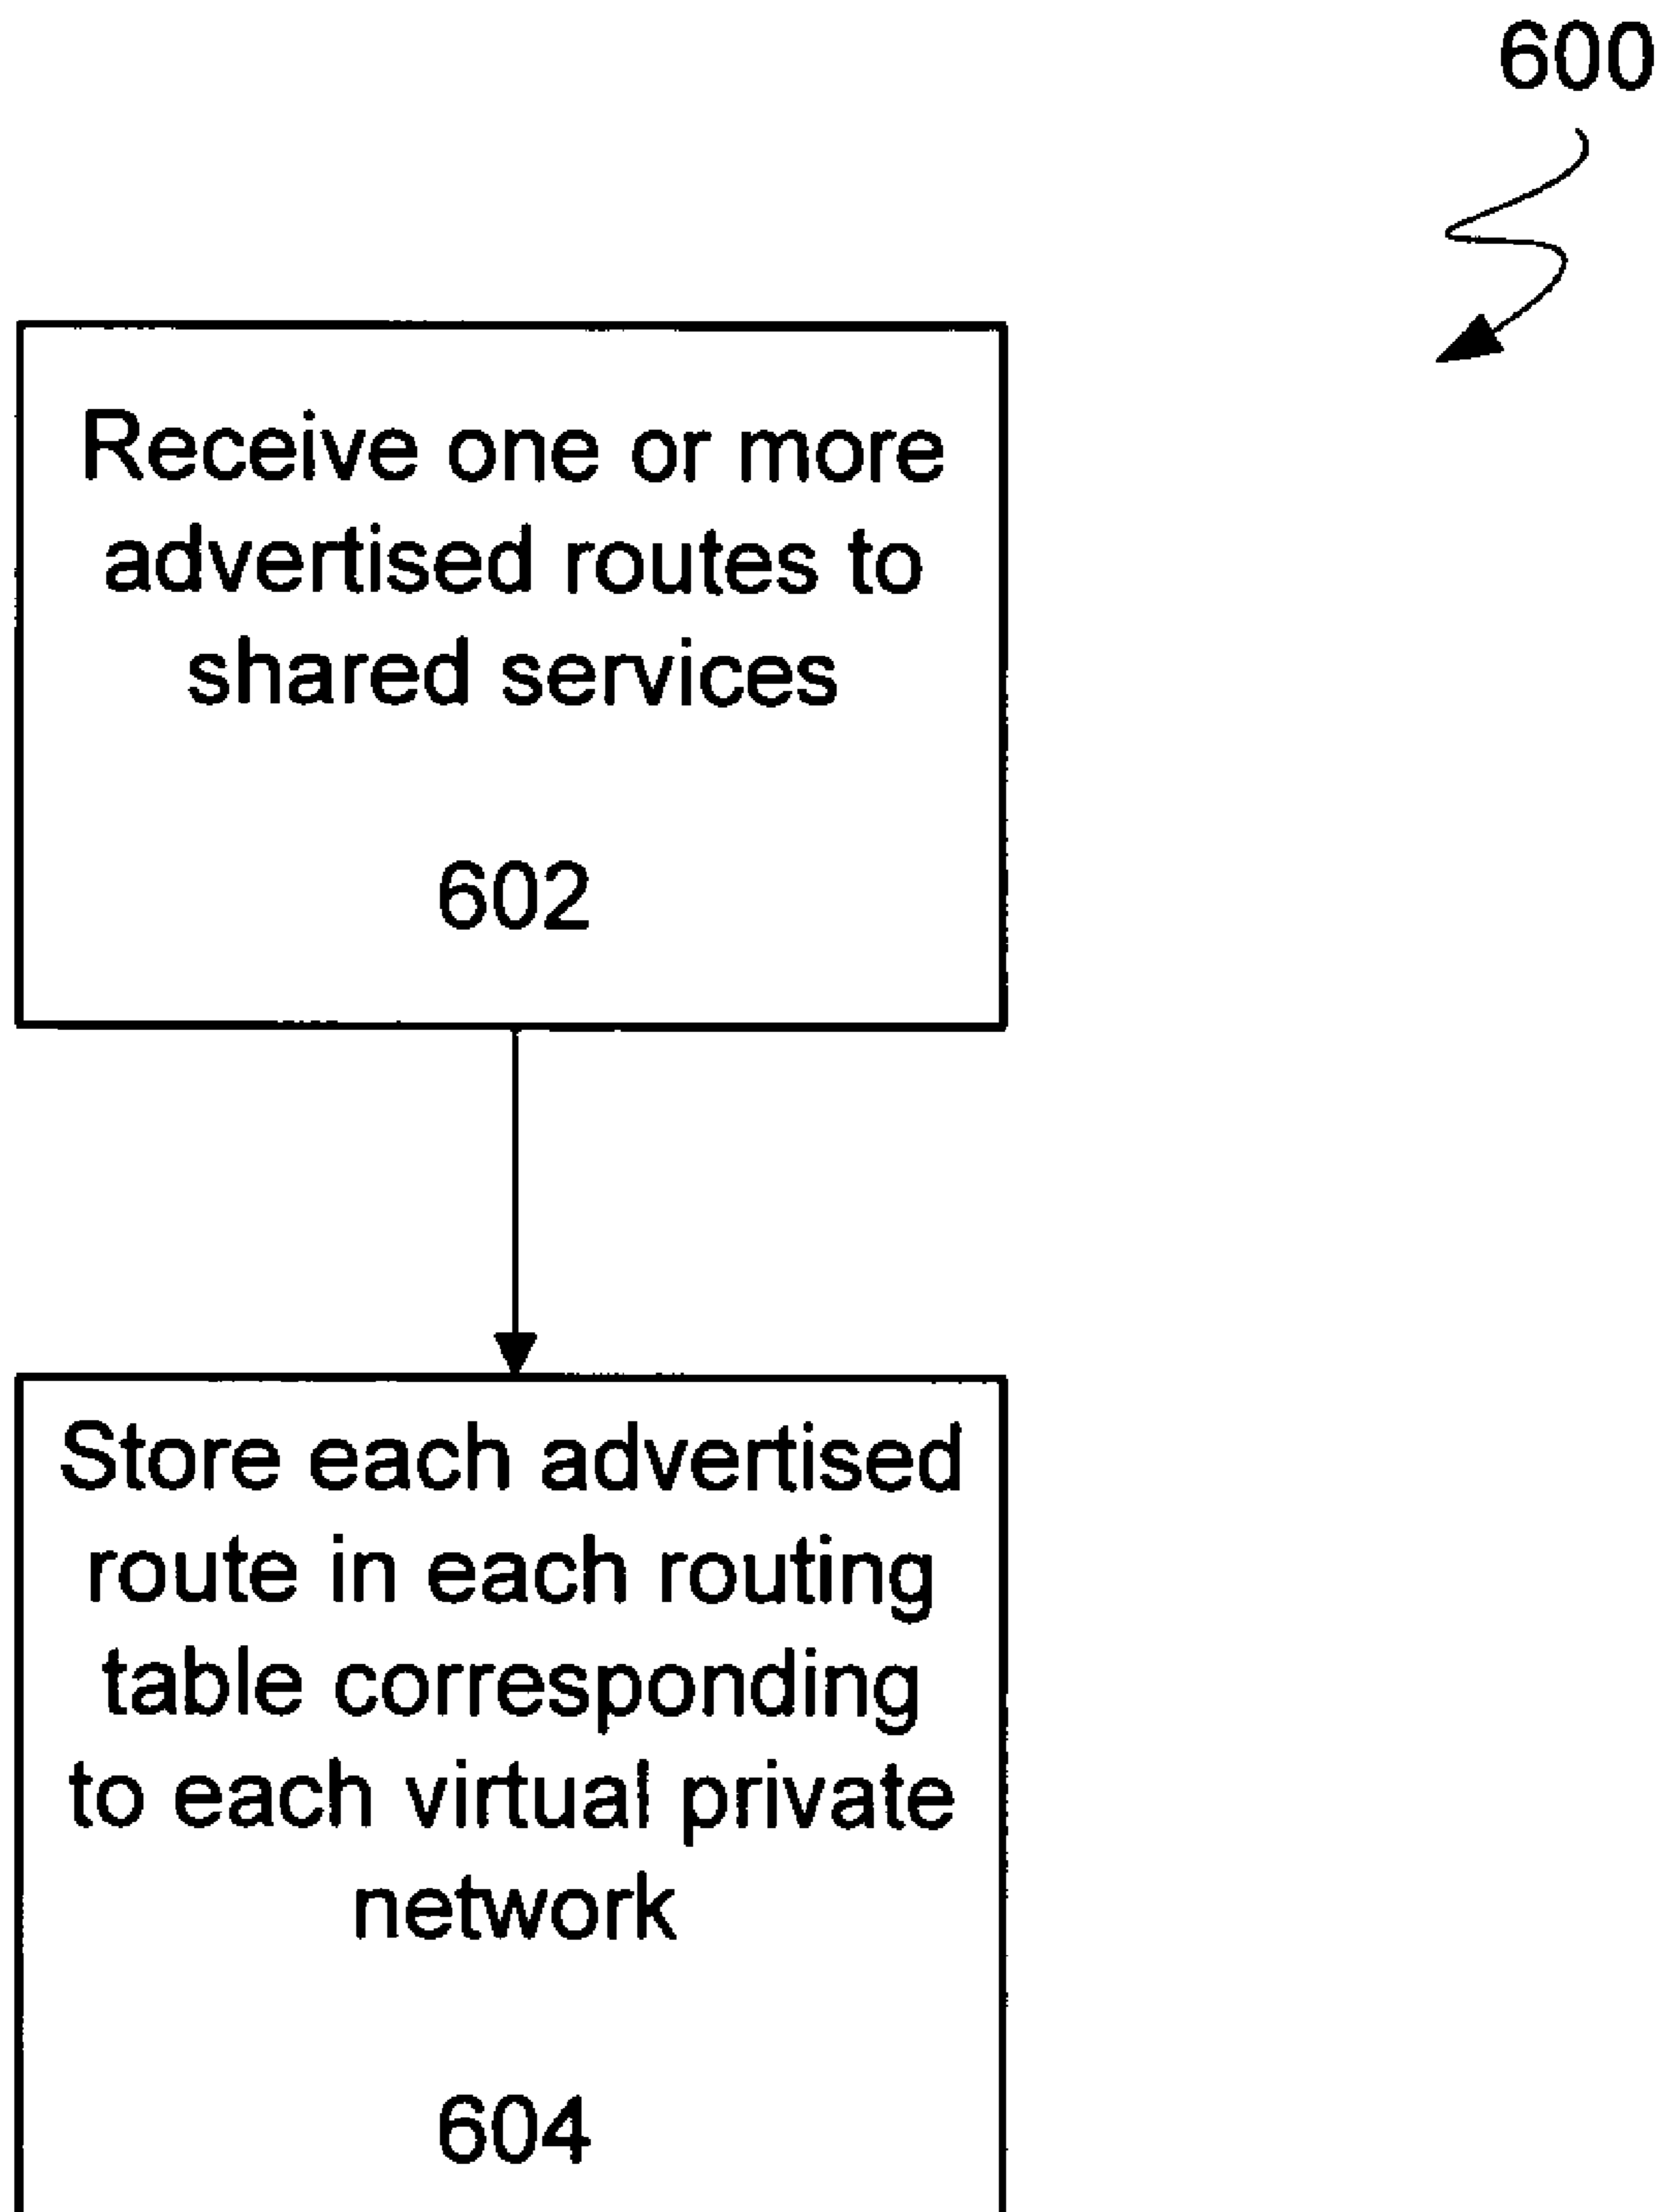 600
Receive one or more
advertised routes to
shared services
602
Store each advertised
route in each routing
table corresponding
to each virtual private
network
604